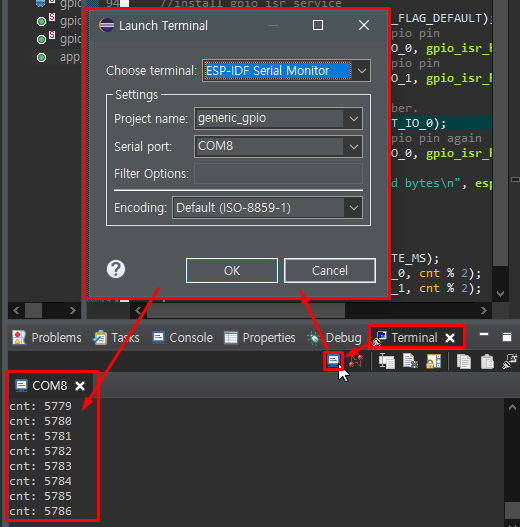 gpio
94
//install gpio isr service
Launch Terminal
gpio
_FLAG_DEFAULT);
gpio
pio pin
app_
O_0, gpio_isr_h
pio pin
Choose terminal: ESP-IDF Serial Monitor
O_1, gpio_isr_h
Settings
ber.
Project name: generic_gpio
T_IO_0);
pio pin again
Serial port: COM8
O_0, gpio_isr_h
Filter Options:
d bytes\n", esp
Encoding: Default (ISO-8859-1)
TE_MS);
_0, cnt % 2);
OK
Cancel
_1, cnt % 2);
Problems
Tasks
Console
Properties
Debug
Terminal
COM8
cnt: 5779
cnt: 5780
cnt: 5781
cnt: 5782
cnt: 5783
cnt: 5784
cnt: 5785
cnt: 5786